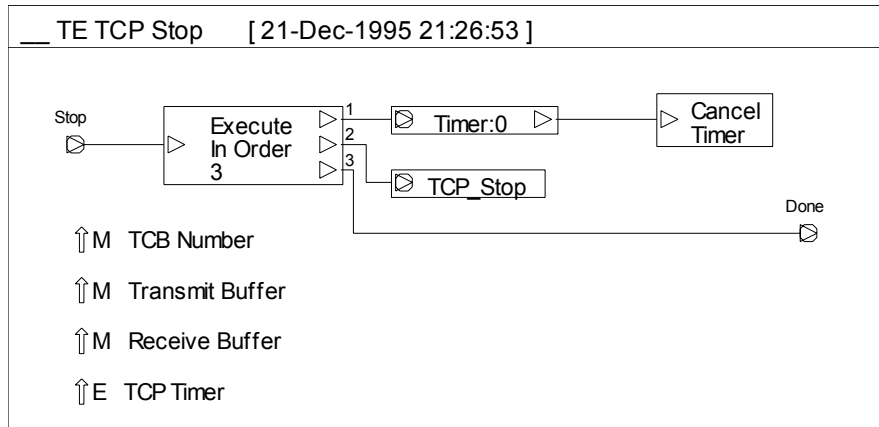 __ TE TCP Stop [ 21-Dec-1995 21:26:53 ]
Stop
Execute
In Order
3
1
2
3
Timer:0
Cancel
Timer
TCP_Stop
Done
M TCB Number
M Transmit Buffer
M Receive Buffer
E TCP Timer